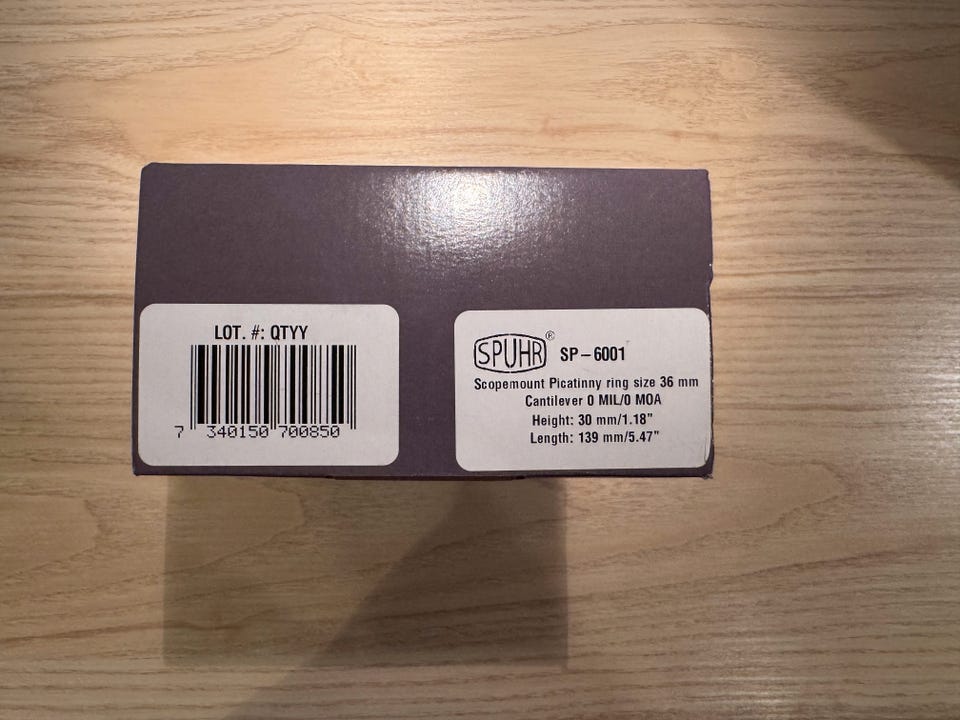 LOT. #: QTYY
7 340150 700850
SPUHR® SP-6001
Scopemount Picatinny ring size 36 mm
Cantilever 0 MIL/0 MOA
Height: 30 mm/1.18"
Length: 139 mm/5.47"